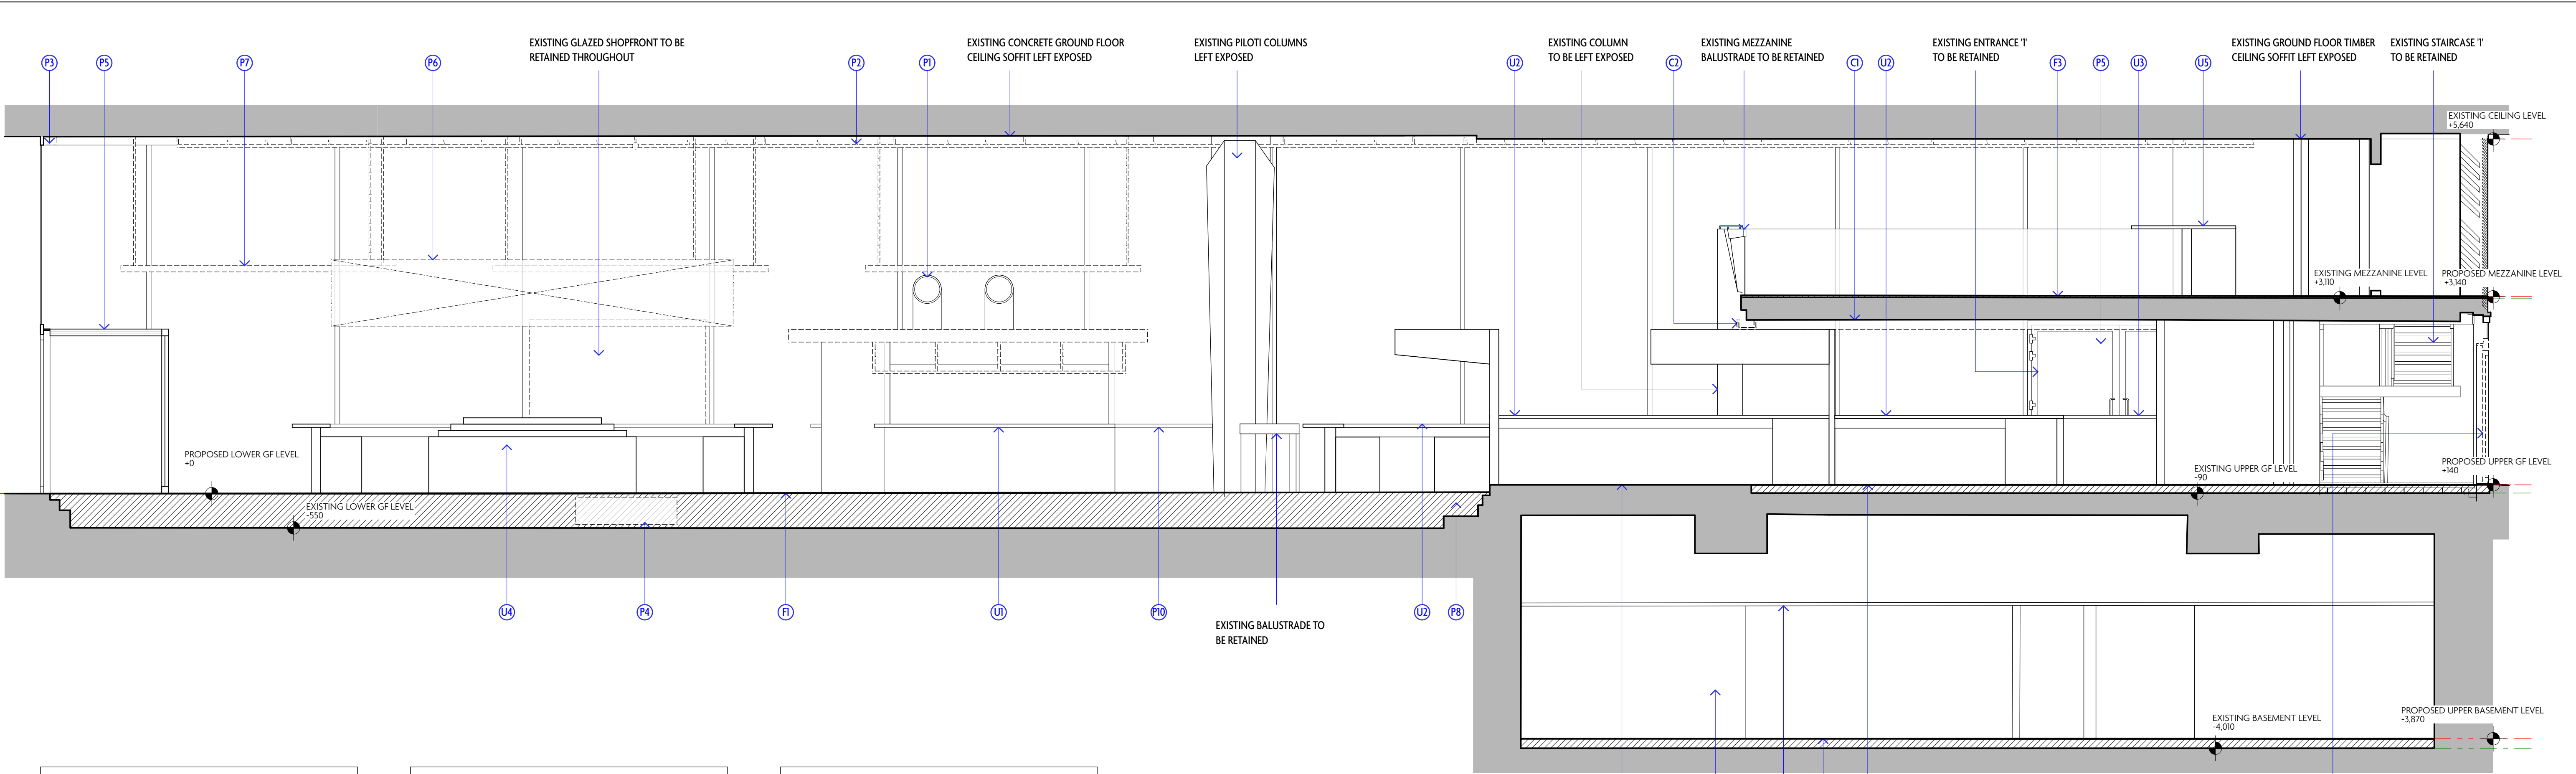 EXISTING GLAZED SHOPFRONT TO BE
RETAINED THROUGHOUT
EXISTING CONCRETE GROUND FLOOR
CEILING SOFFIT LEFT EXPOSED
EXISTING PILOTI COLUMNS
LEFT EXPOSED
EXISTING COLUMN
TO BE LEFT EXPOSED
EXISTING MEZZANINE
BALUSTRADE TO BE RETAINED
EXISTING ENTRANCE '1'
TO BE RETAINED
EXISTING GROUND FLOOR TIMBER
CEILING SOFFIT LEFT EXPOSED
EXISTING STAIRCASE '1'
TO BE RETAINED
P3
P5
P7
P6
P2
P1
U2
C2
C1
U2
F3
P5
U3
U5
EXISTING CEILING LEVEL
+5,640
EXISTING MEZZANINE LEVEL
+3,110
PROPOSED MEZZANINE LEVEL
+3,140
PROPOSED LOWER GF LEVEL
+0
EXISTING UPPER GF LEVEL
-90
PROPOSED UPPER GF LEVEL
+140
EXISTING LOWER GF LEVEL
-550
U4
P4
F1
U1
P10
U2
P8
EXISTING BALUSTRADE TO
BE RETAINED
EXISTING BASEMENT LEVEL
-4,010
PROPOSED UPPER BASEMENT LEVEL
-3,870